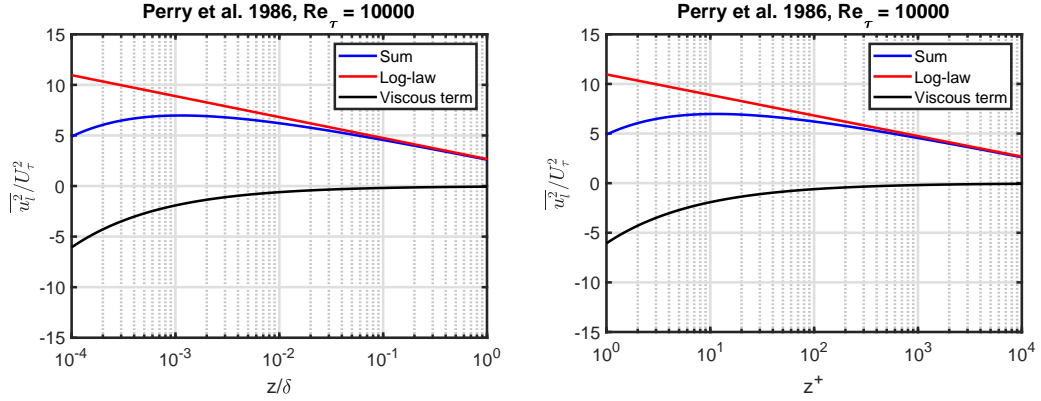 Perry et al. 1986, Re_τ = 10000
15
10
5
0
-5
-10
-15
Sum
Log-law
Viscous term
\overline{u_l^2}/U_τ^2
10^-4
10^-3
10^-2
10^-1
10^0
z/δ
Perry et al. 1986, Re_τ = 10000
15
10
5
0
-5
-10
-15
Sum
Log-law
Viscous term
\overline{u_l^2}/U_τ^2
10^0
10^1
10^2
10^3
10^4
z^+